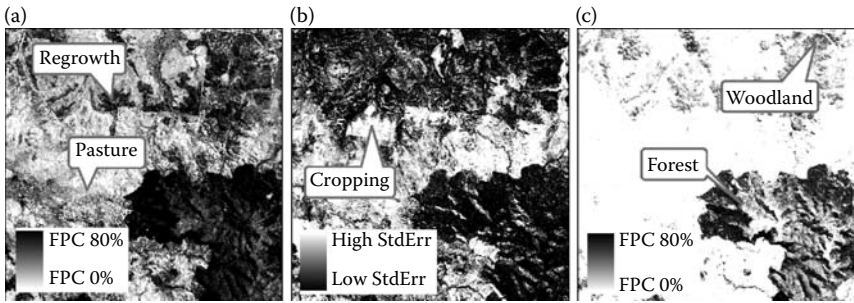 (a)
Regrowth
Pasture
FPC 80%
FPC 0%
(b)
Cropping
High StdErr
Low StdErr
(c)
Woodland
Forest
FPC 80%
FPC 0%